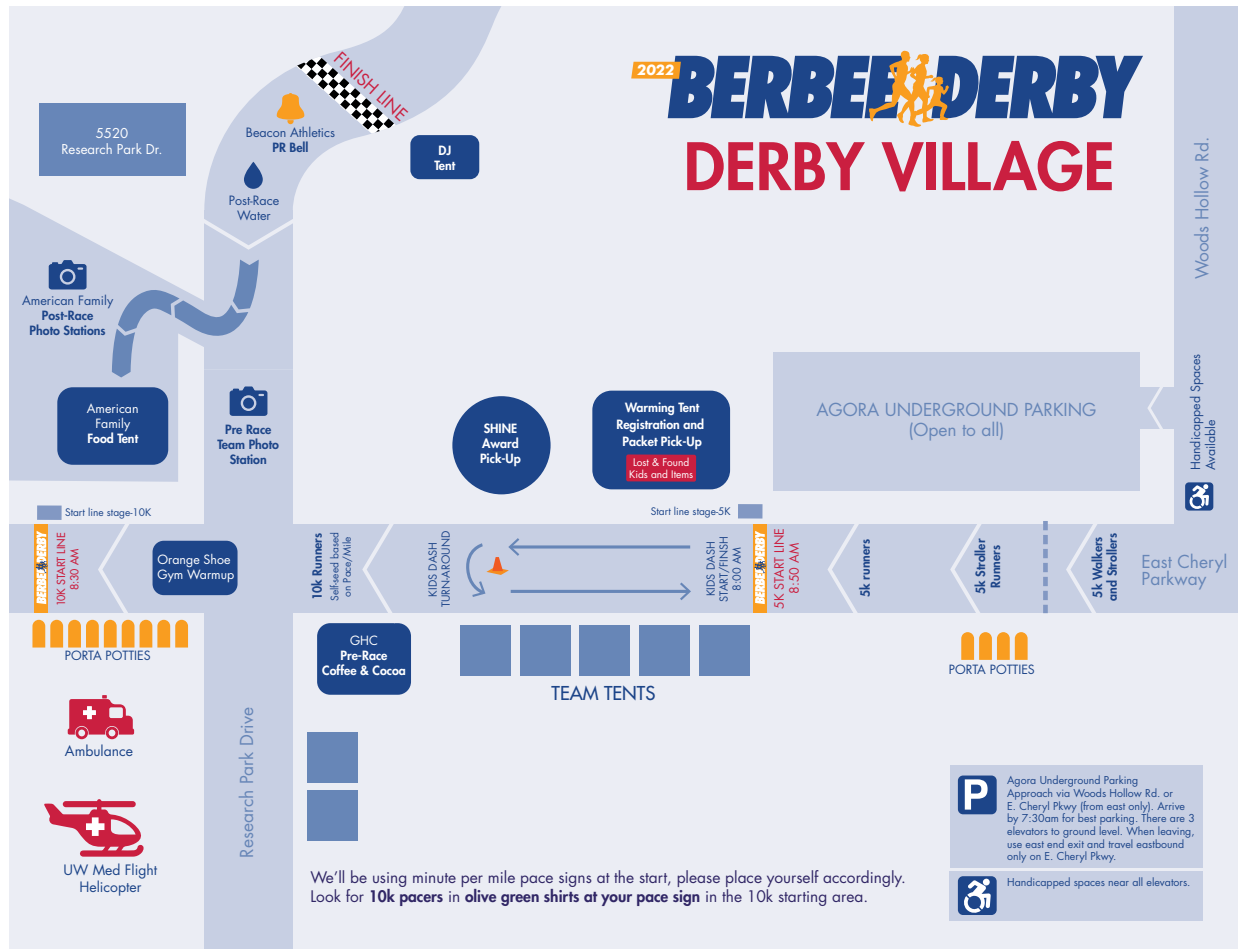 2022
BERBEE DERBY
DERBY VILLAGE
FINISH LINE
5520
Research Park Dr.
Beacon Athletics
PR Bell
DJ
Tent
Post-Race
Water
Woods Hollow Rd.
American Family
Post-Race
Photo Stations
American
Family
Food Tent
Pre Race
Team Photo
Station
SHINE
Award
Pick-Up
Warming Tent
Registration and
Packet Pick-Up
Lost & Found
Kids and Items
AGORA UNDERGROUND PARKING
(Open to all)
Handicapped Spaces
Available
Start line stage-10K
Start line stage-5K
BERBEE DERBY
10K START LINE
8:30 AM
Orange Shoe
Gym Warmup
10k Runners
Self-seed based
on Pace/Mile
KIDS DASH
TURN-AROUND
KIDS DASH
START/FINISH
8:00 AM
BERBEE DERBY
5K START LINE
8:50 AM
5k runners
5k Stroller
Runners
5k Walkers
and Strollers
East Cheryl
Parkway
PORTA POTTIES
GHC
Pre-Race
Coffee & Cocoa
TEAM TENTS
PORTA POTTIES
Ambulance
Research Park Drive
UW Med Flight
Helicopter
P
Agora Underground Parking
Approach via Woods Hollow Rd. or
E. Cheryl Pkwy (from east only). Arrive
by 7:30am for best parking. There are 3
elevators to ground level. When leaving,
use east end exit and travel eastbound
only on E. Cheryl Pkwy.
Handicapped spaces near all elevators.
We'll be using minute per mile pace signs at the start, please place yourself accordingly.
Look for 10k pacers in olive green shirts at your pace sign in the 10k starting area.